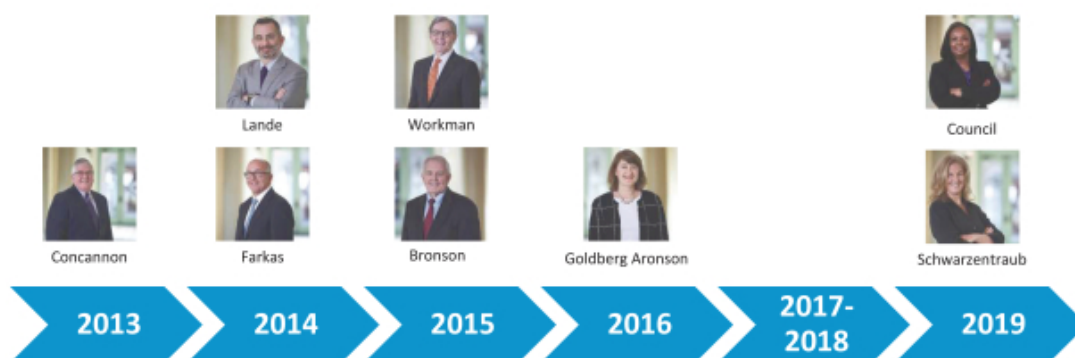 Lande
Workman
Council
Concannon
Farkas
Bronson
Goldberg Aronson
Schwarzentraub
2013
2014
2015
2016
2017-
2018
2019